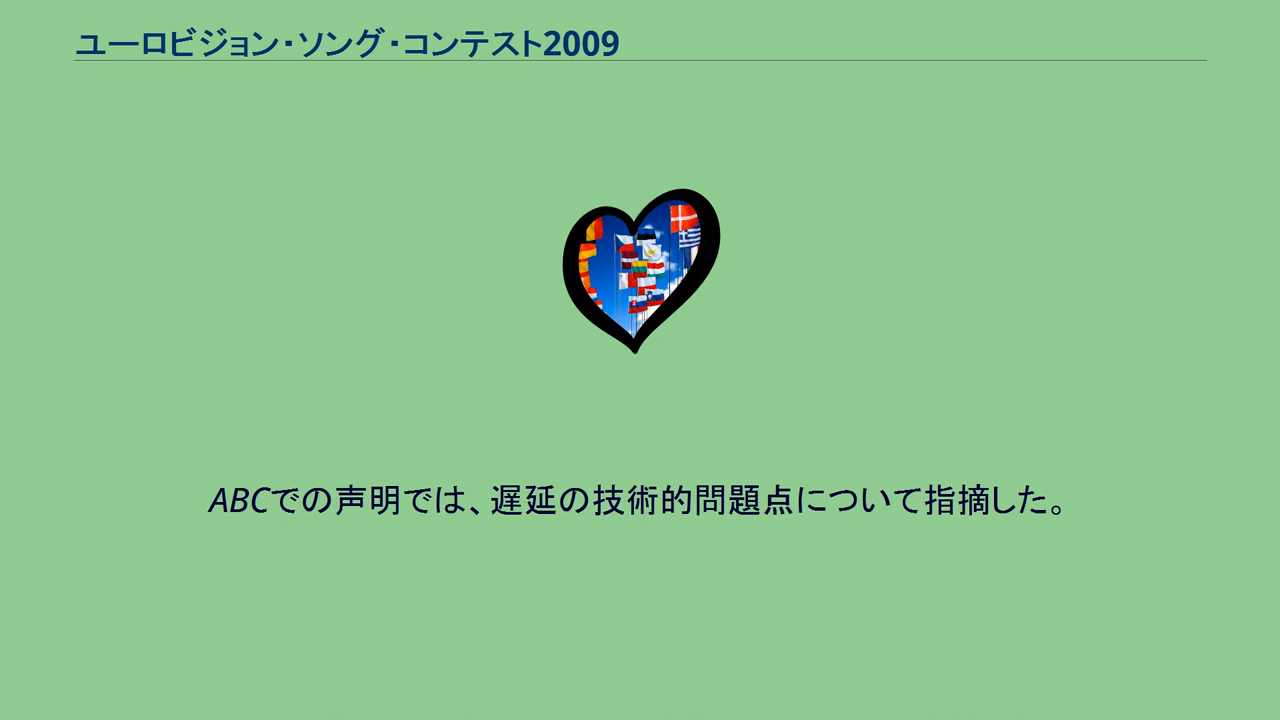 ユーロビジョン・ソング・コンテスト2009
ABCでの声明では、遅延の技術的問題点について指摘した。